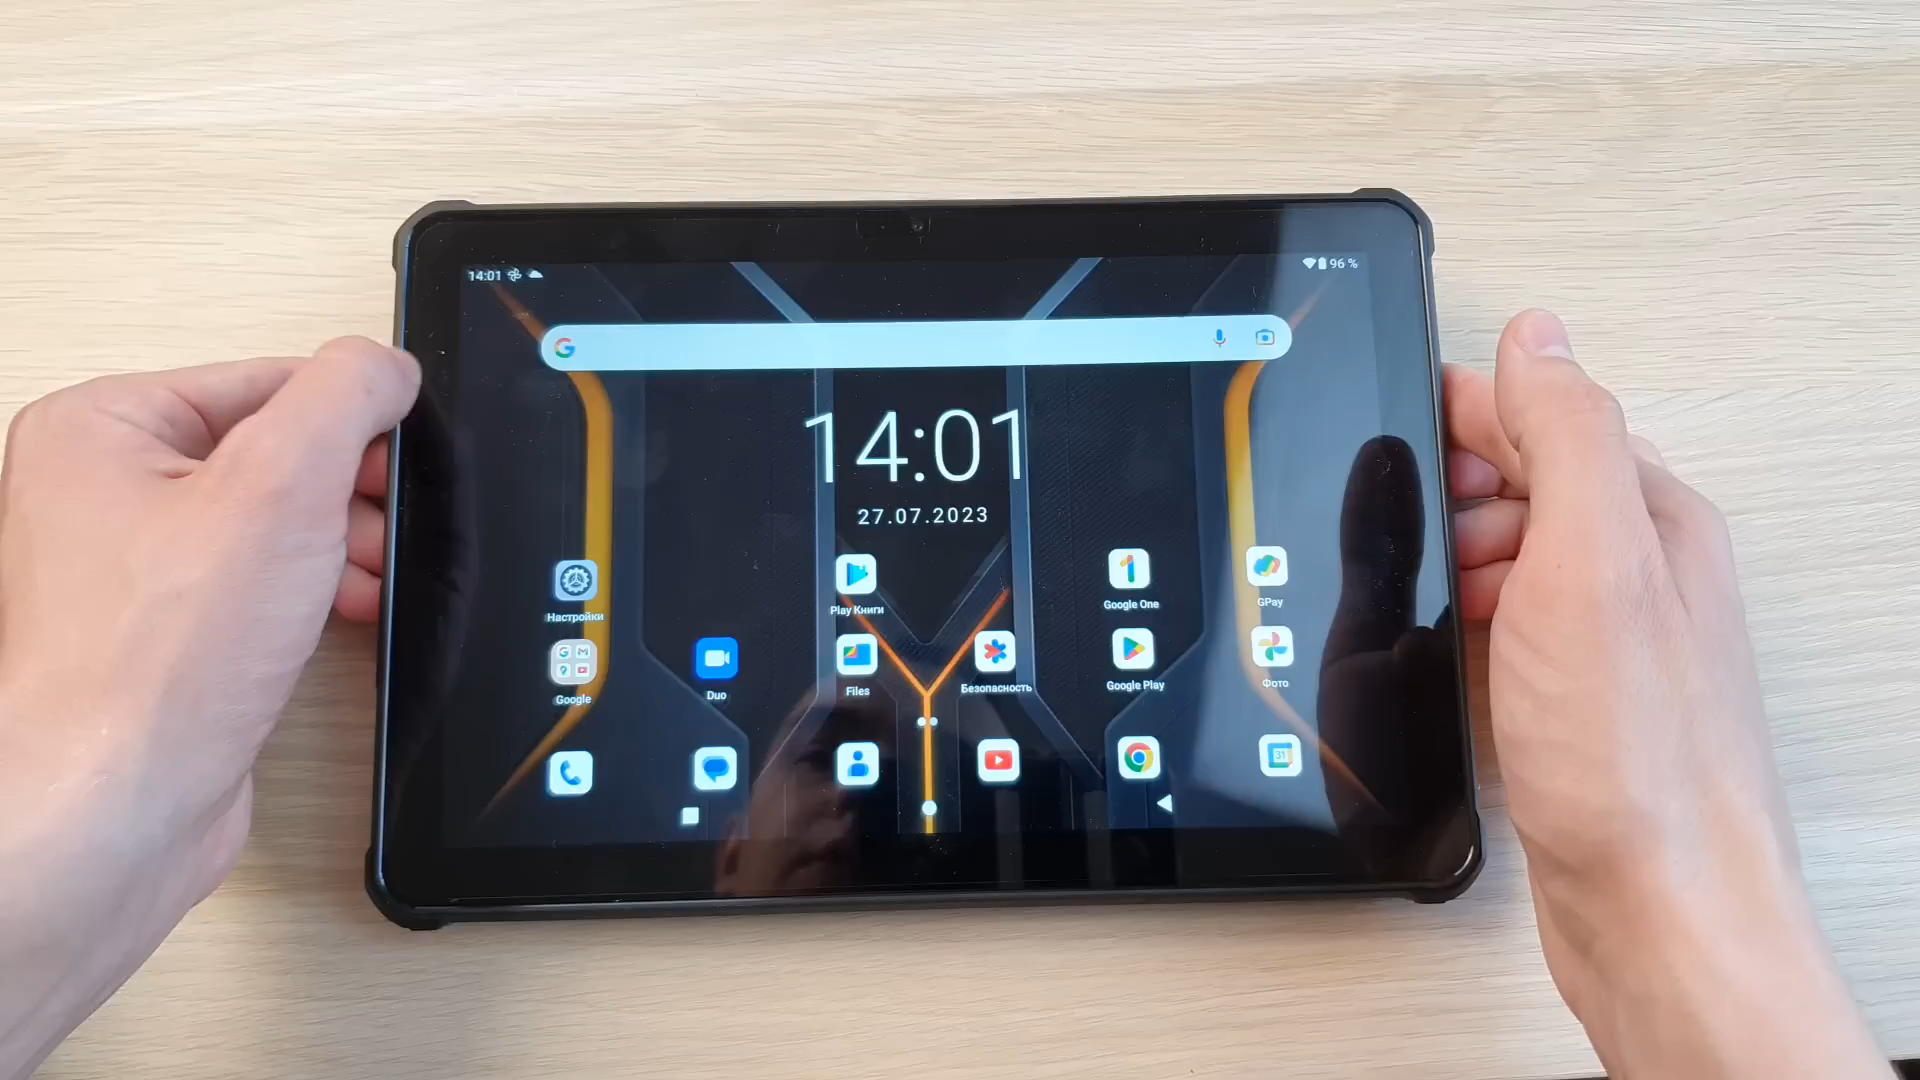 14:01
96 %
14:01
27.07.2023
Настройки
Play Книги
Google One
GPay
Google
Duo
Files
Безопасность
Google Play
Фото
31